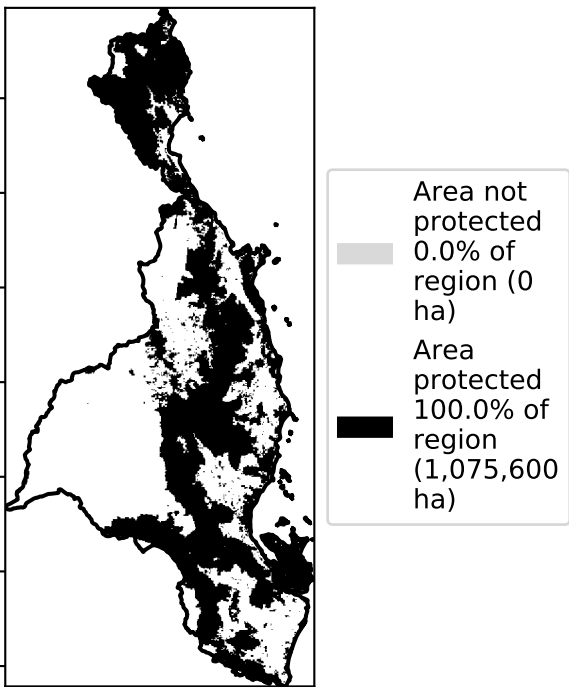 Area not
protected
0.0% of
region (0
ha)
Area
protected
100.0% of
region
(1,075,600
ha)